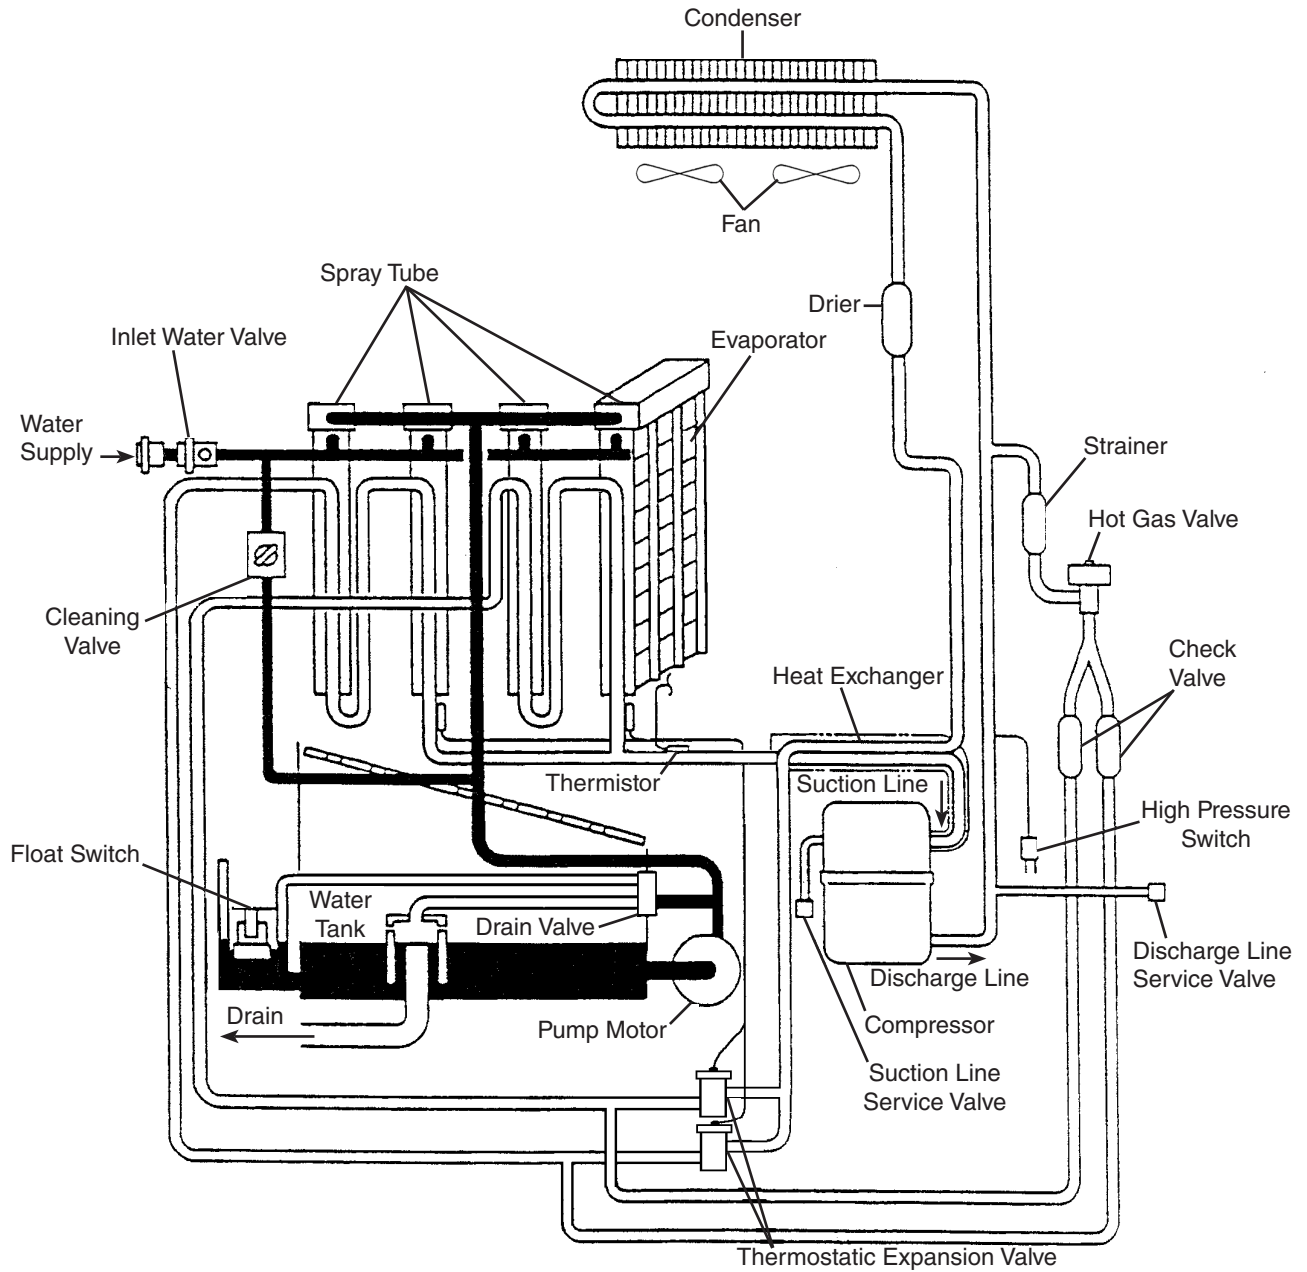 Condenser
Fan
Spray Tube
Drier
Inlet Water Valve
Evaporator
Water
Supply
Strainer
Hot Gas Valve
Cleaning
Valve
Check
Valve
Heat Exchanger
Thermistor
Suction Line
High Pressure
Switch
Float Switch
Water
Tank
Drain Valve
Discharge Line
Service Valve
Discharge Line
Drain
Pump Motor
Compressor
Suction Line
Service Valve
Thermostatic Expansion Valve